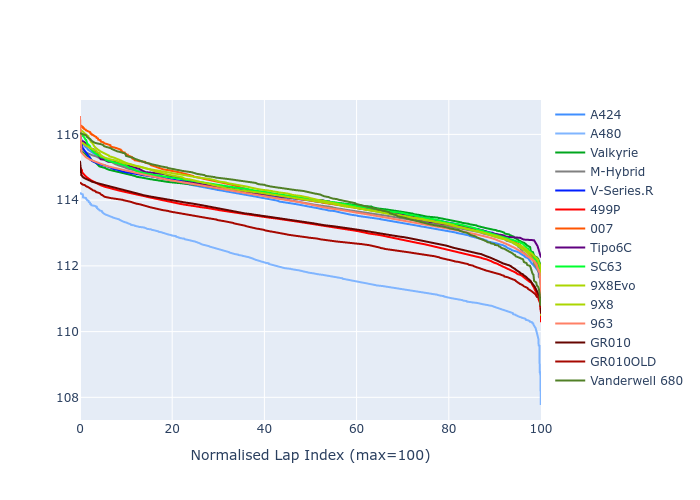 116
114
112
110
108
0 20 40 60 80 100
Normalised Lap Index (max=100)
A424
A480
Valkyrie
M-Hybrid
V-Series.R
499P
007
Tipo6C
SC63
9X8Evo
9X8
963
GR010
GR010OLD
Vanderwell 680